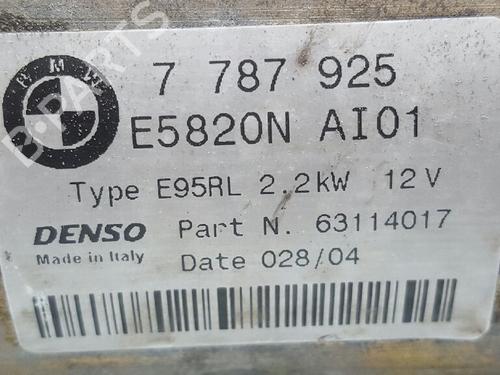 BMW
7 787 925
E5820N AI01
Type E95RL 2.2kW 12V
DENSO Part N. 63114017
Made in Italy Date 028/04
B-PARTS